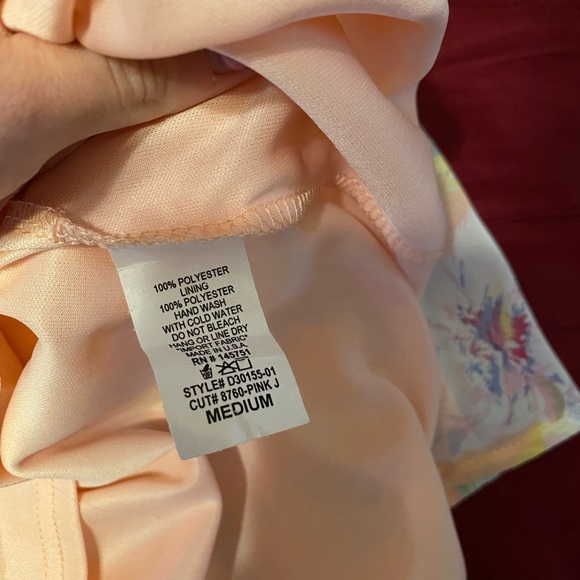 100% POLYESTER
LINING
100% POLYESTER
HAND WASH
WITH COLD WATER
DO NOT BLEACH
HANG OR LINE DRY
"IMPORT FABRIC"
MADE IN U.S.A.
RN # 145751
STYLE# D30155-01
CUT# 8760-PINK J
MEDIUM